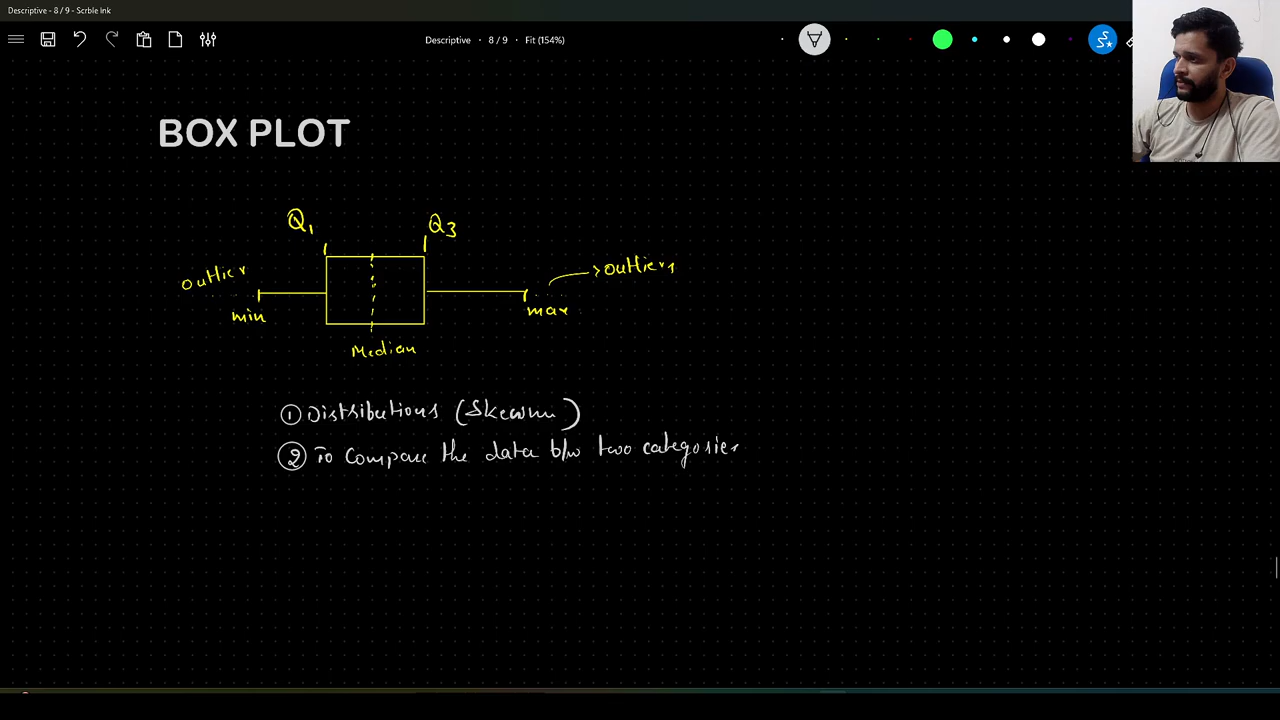 Descriptive - 8 / 9 - Scrble Ink
Descriptive • 8 / 9 • Fit (154%)
BOX PLOT
Q1
Q3
outlier
outliers
min
max
Median
① Distributions (Skewnn)
② To compare the data b/w two categories